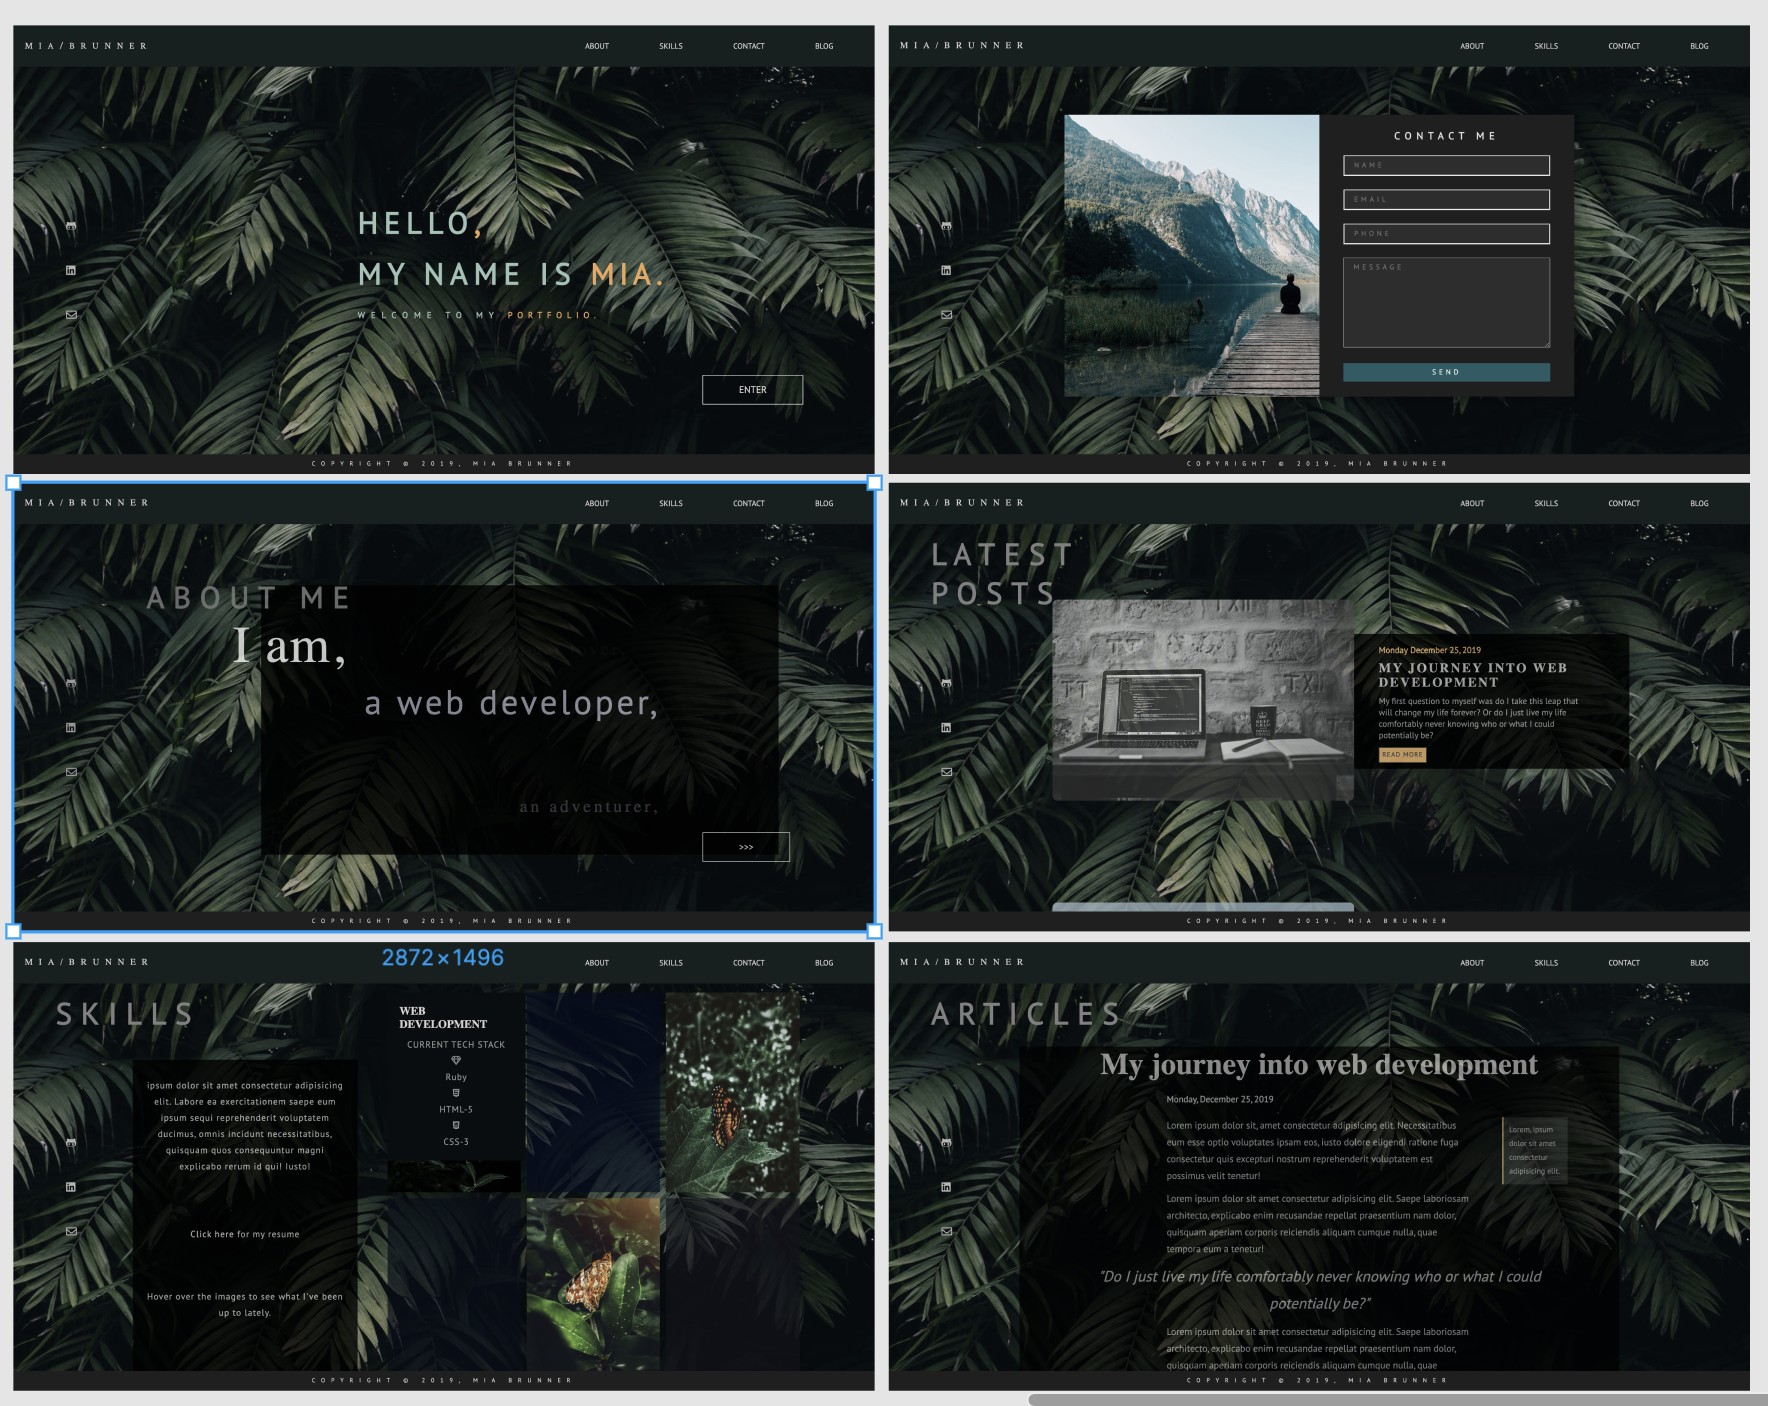 MIA/BRUNNER
ABOUT SKILLS CONTACT BLOG
HELLO,
MY NAME IS MIA.
WELCOME TO MY PORTFOLIO.
ENTER
COPYRIGHT © 2019, MIA BRUNNER
MIA/BRUNNER
ABOUT SKILLS CONTACT BLOG
CONTACT ME
NAME
EMAIL
PHONE
MESSAGE
SEND
COPYRIGHT © 2019, MIA BRUNNER
MIA/BRUNNER
ABOUT SKILLS CONTACT BLOG
ABOUT ME
I am,
a web developer,
an adventurer,
>>>
COPYRIGHT © 2019, MIA BRUNNER
MIA/BRUNNER
ABOUT SKILLS CONTACT BLOG
LATEST
POSTS
Monday December 25, 2019
MY JOURNEY INTO WEB
DEVELOPMENT
My first question to myself was do I take this leap that
will change my life forever? Or do I just live my life
comfortably never knowing who or what I could
potentially be?
READ MORE
COPYRIGHT © 2019, MIA BRUNNER
MIA/BRUNNER
2872×1496
ABOUT SKILLS CONTACT BLOG
SKILLS
ipsum dolor sit amet consectetur adipisicing
elit. Labore ea exercitationem saepe eum
ipsum sequi reprehenderit voluptatem
ducimus, omnis incidunt necessitatibus,
quisquam quos consequuntur magni
explicabo rerum id qui! Iusto!
Click here for my resume
Hover over the images to see what I've been
up to lately.
WEB
DEVELOPMENT
CURRENT TECH STACK
Ruby
HTML-5
CSS-3
COPYRIGHT © 2019, MIA BRUNNER
MIA/BRUNNER
ABOUT SKILLS CONTACT BLOG
ARTICLES
My journey into web development
Monday, December 25, 2019
Lorem ipsum dolor sit, amet consectetur adipisicing elit. Necessitatibus
eum esse optio voluptates ipsam eos, iusto dolore eligendi ratione fuga
consectetur quis excepturi nostrum reprehenderit voluptatem est
possimus velit tenetur!
Lorem, ipsum
dolor sit amet
consectetur
adipisicing elit.
Lorem ipsum dolor sit amet consectetur adipisicing elit. Saepe laboriosam
architecto, explicabo enim recusandae repellat praesentium nam dolor,
quisquam aperiam corporis reiciendis aliquam cumque nulla, quae
tempora eum a tenetur!
"Do I just live my life comfortably never knowing who or what I could
potentially be?"
Lorem ipsum dolor sit amet consectetur adipisicing elit. Saepe laboriosam
architecto, explicabo enim recusandae repellat praesentium nam dolor,
quisquam aperiam corporis reiciendis aliquam cumque nulla, quae
COPYRIGHT © 2019, MIA BRUNNER